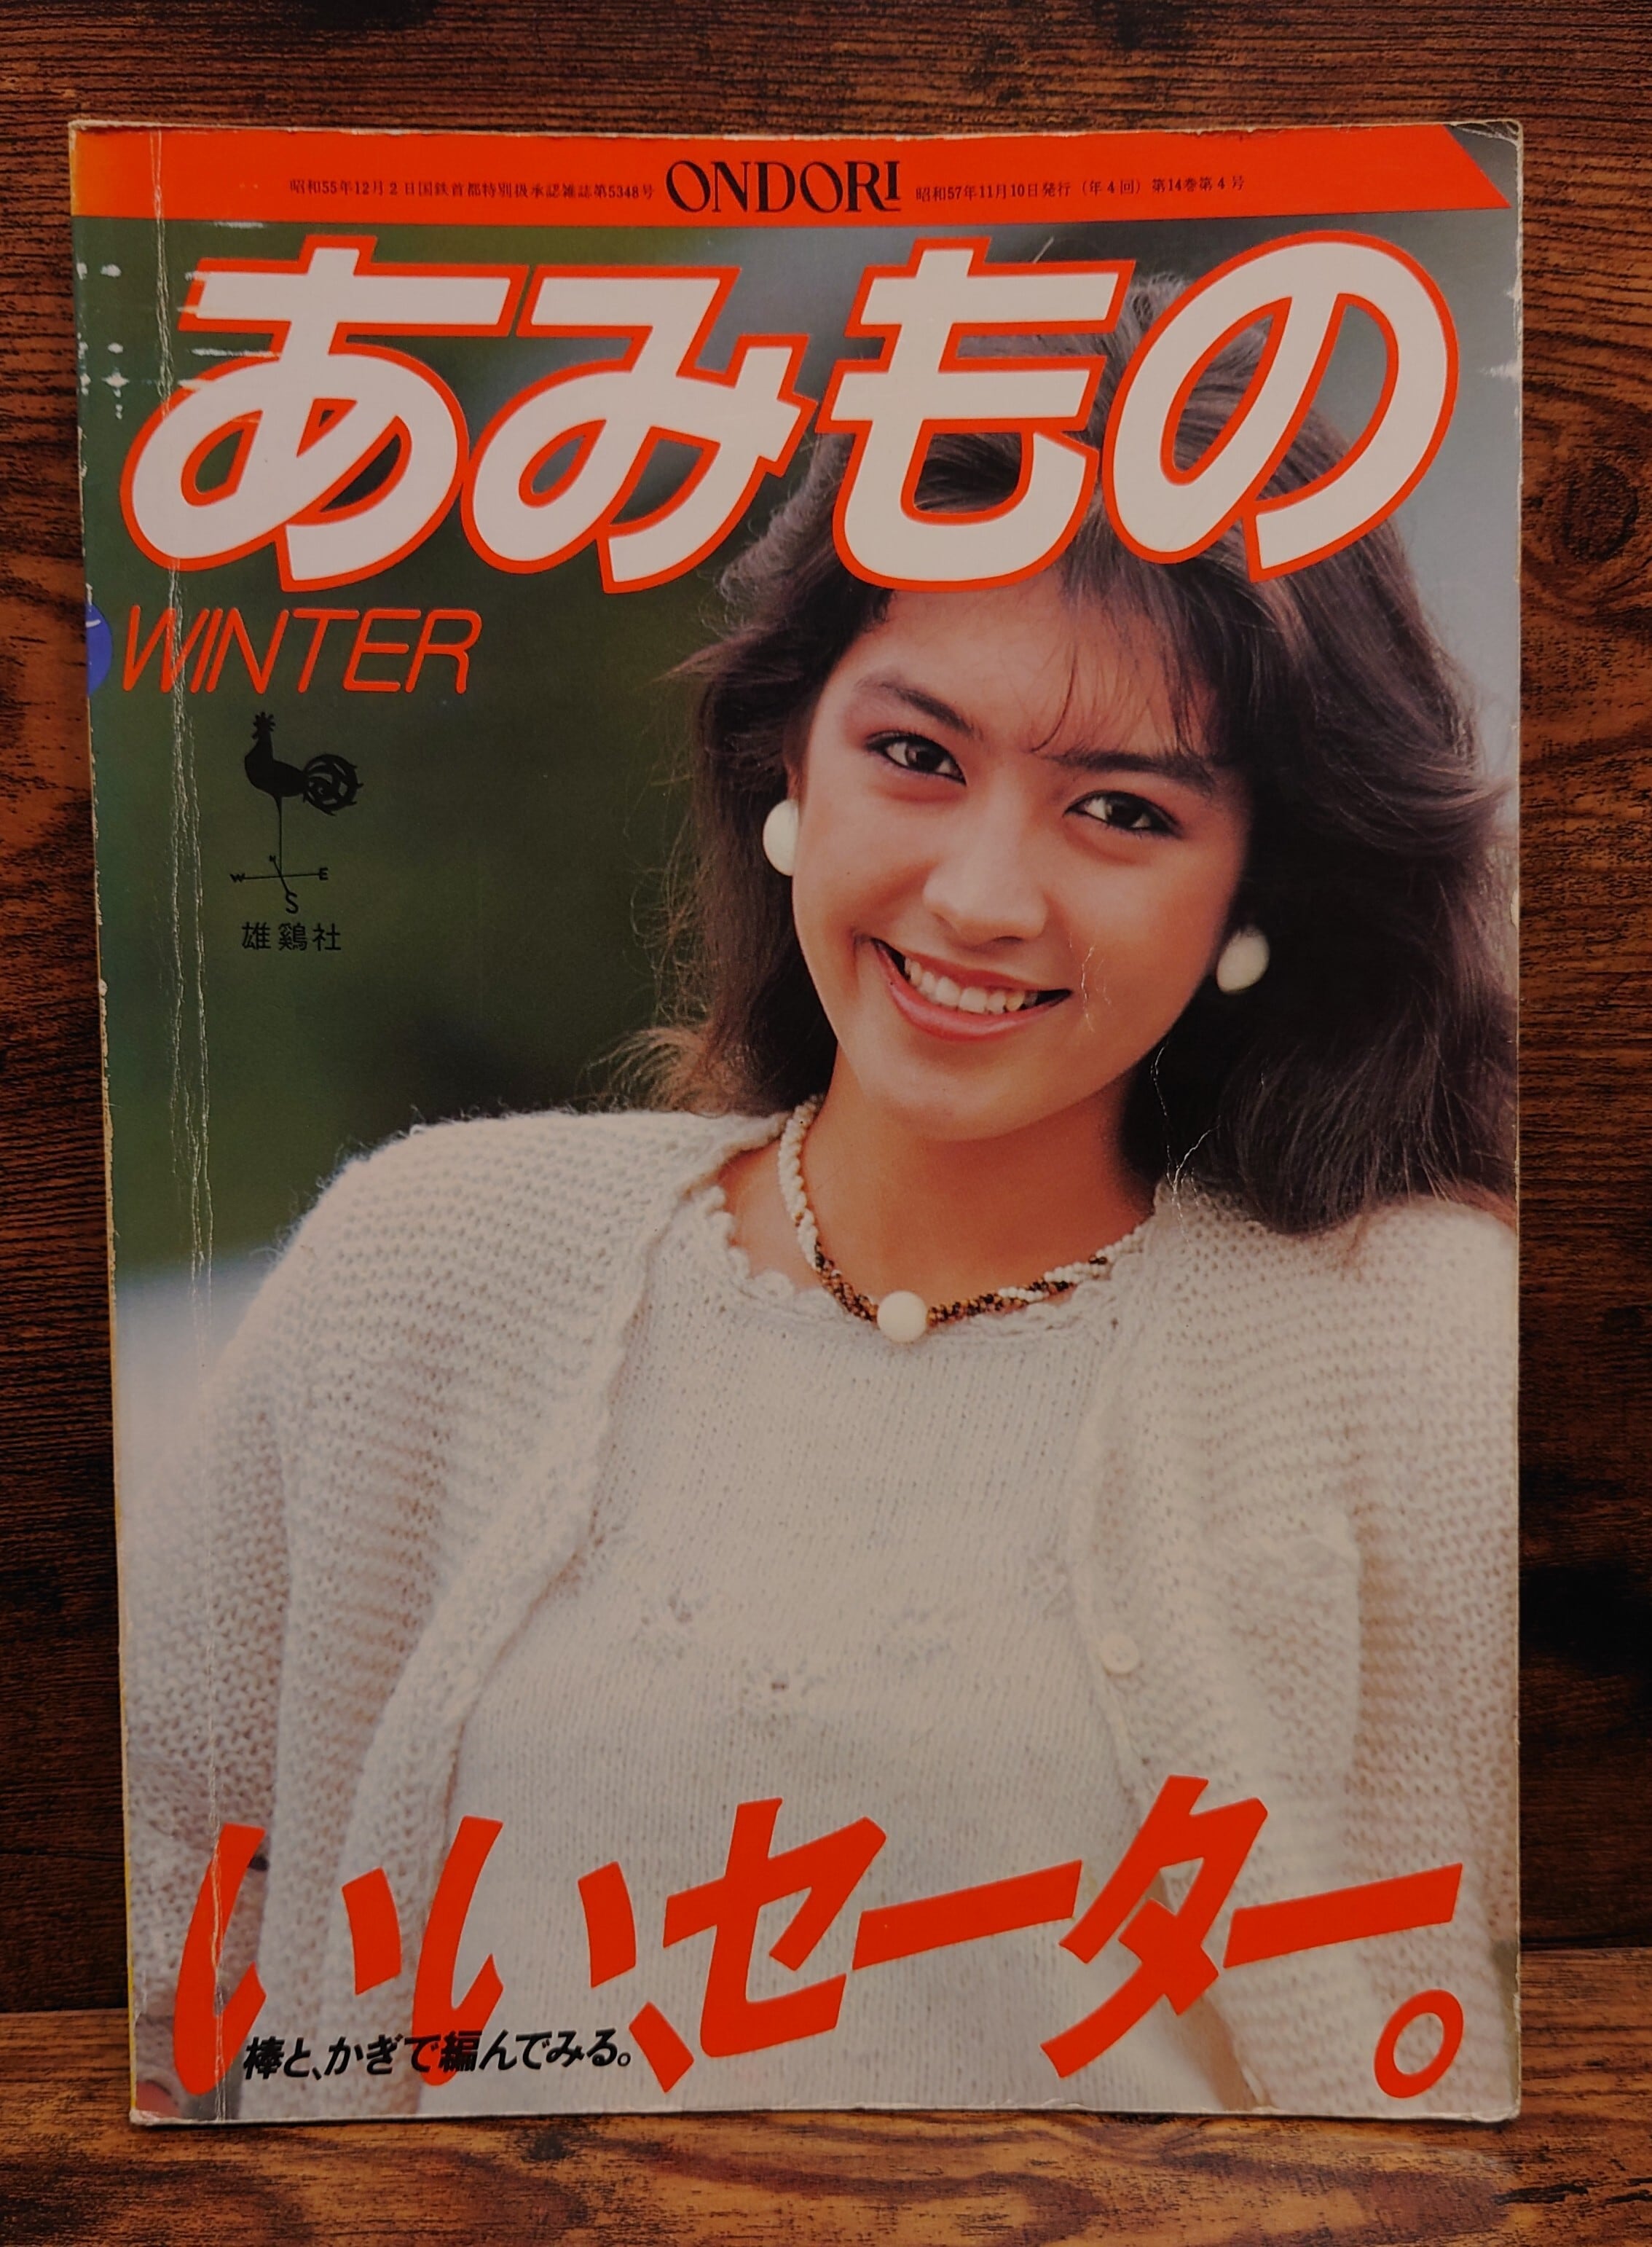 昭和55年12月2日国鉄首都特別扱承認雑誌第5348号
ONDORI
昭和57年11月10日発行(年4回)第14巻第4号
あみもの
WINTER
N
W E
S
雄鷄社
いい、セーター。
棒と、かぎで編んでみる。